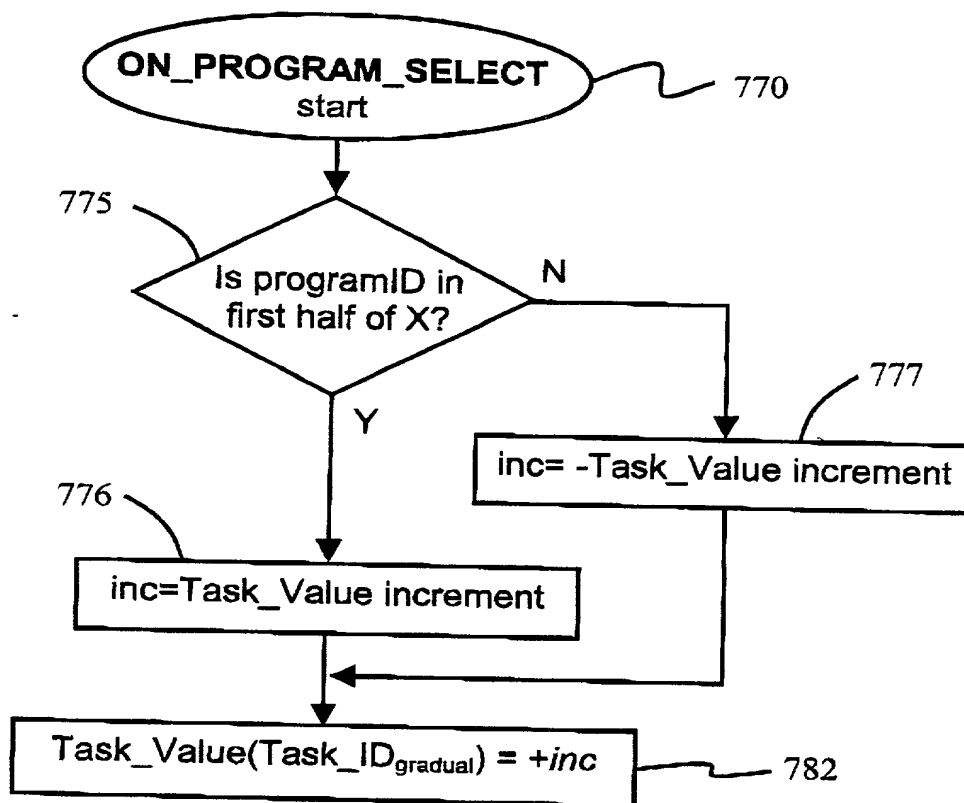 ON_PROGRAM_SELECT
start
770
775
Is programID in
first half of X?
N
Y
777
inc= -Task_Value increment
776
inc=Task_Value increment
Task_Value(Task_ID_gradual) = +inc
782